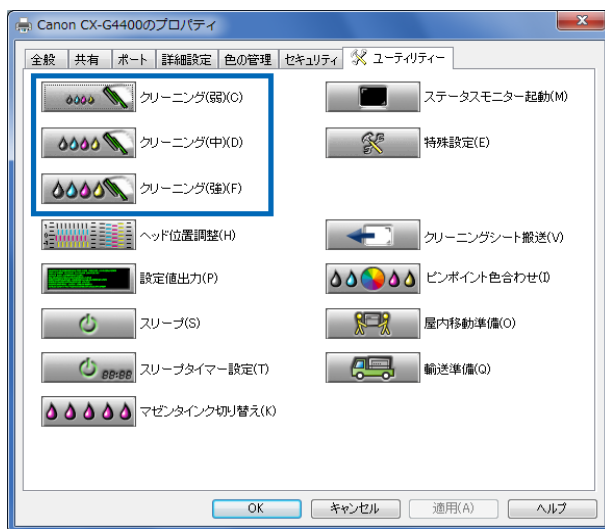 Canon CX-G4400のプロパティ
全般 共有 ポート 詳細設定 色の管理 セキュリティ ユーティリティー
クリーニング(弱)(C) ステータスモニター起動(M)
クリーニング(中)(D) 特殊設定(E)
クリーニング(強)(F)
ヘッド位置調整(H) クリーニングシート搬送(V)
設定値出力(P) ピンポイント色合わせ(I)
スリープ(S) 屋内移動準備(O)
88:88 スリープタイマー設定(T) 輸送準備(Q)
マゼンタインク切り替え(K)
OK キャンセル 適用(A) ヘルプ